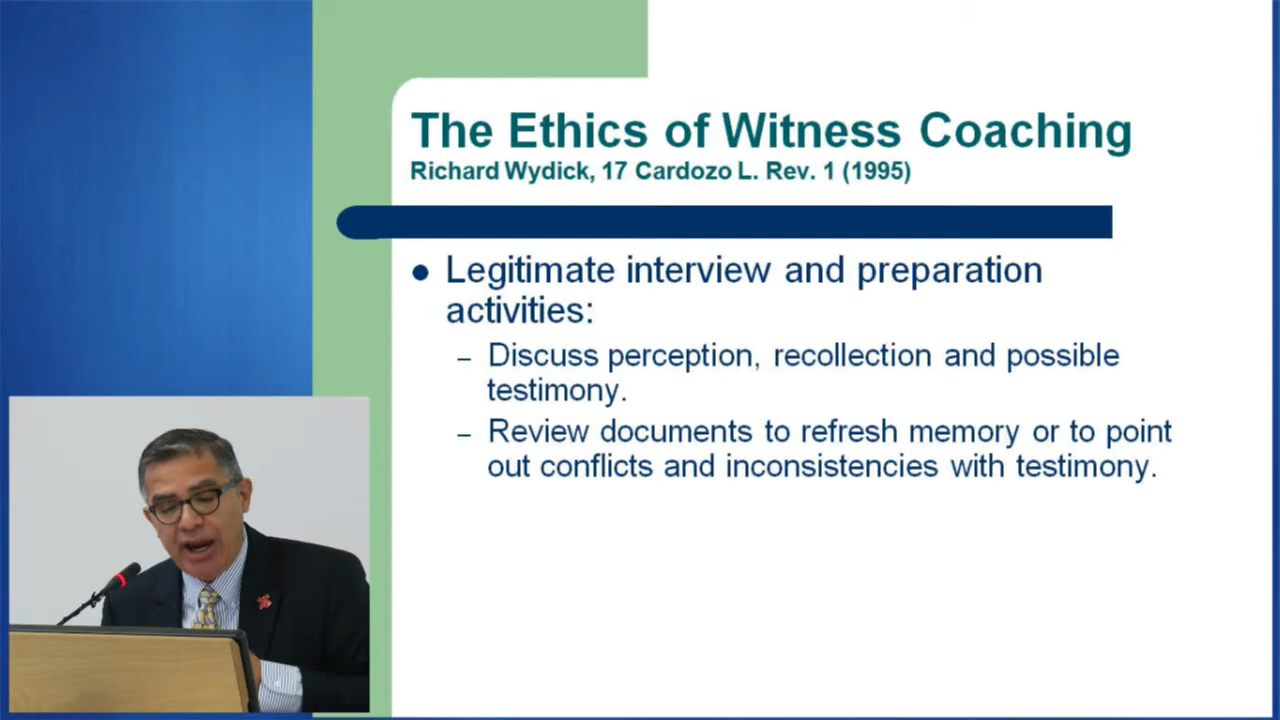 The Ethics of Witness Coaching
Richard Wydick, 17 Cardozo L. Rev. 1 (1995)
Legitimate interview and preparation
activities:
– Discuss perception, recollection and possible
testimony.
– Review documents to refresh memory or to point
out conflicts and inconsistencies with testimony.